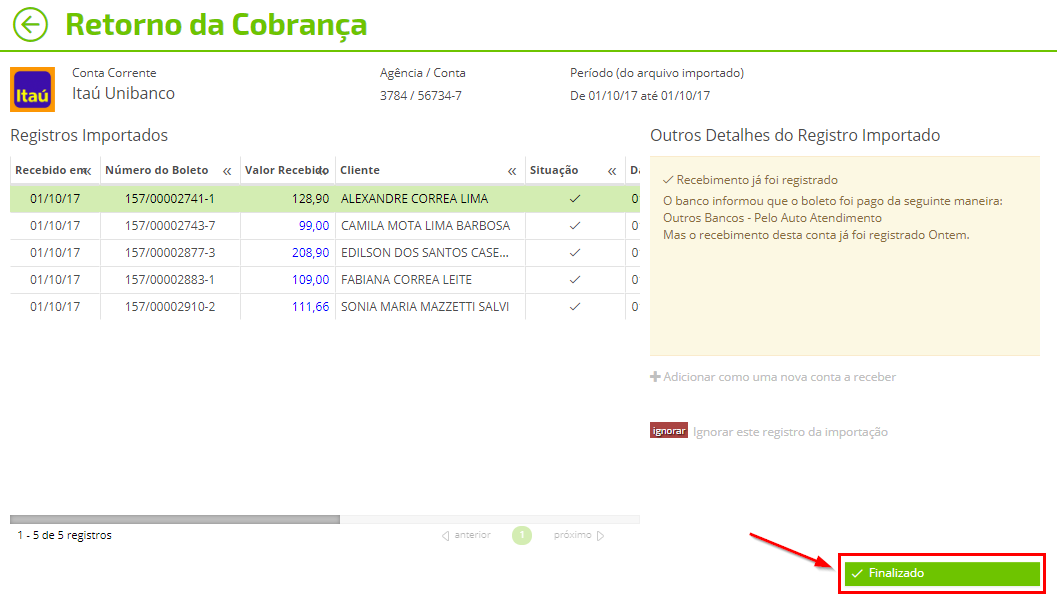 Retorno da Cobrança
Itaú
Conta Corrente
Itaú Unibanco
Agência / Conta
3784 / 56734-7
Período (do arquivo importado)
De 01/10/17 até 01/10/17
Registros Importados
Recebido em Número do Boleto Valor Recebido Cliente Situação
01/10/17 157/00002741-1 128,90 ALEXANDRE CORREA LIMA
01/10/17 157/00002743-7 99,00 CAMILA MOTA LIMA BARBOSA
01/10/17 157/00002877-3 208,90 EDILSON DOS SANTOS CASE...
01/10/17 157/00002883-1 109,00 FABIANA CORREA LEITE
01/10/17 157/00002910-2 111,66 SONIA MARIA MAZZETTI SALVI
1 - 5 de 5 registros
anterior 1 próximo
Outros Detalhes do Registro Importado
Recebimento já foi registrado
O banco informou que o boleto foi pago da seguinte maneira:
Outros Bancos - Pelo Auto Atendimento
Mas o recebimento desta conta já foi registrado Ontem.
Adicionar como uma nova conta a receber
ignorar Ignorar este registro da importação
Finalizado